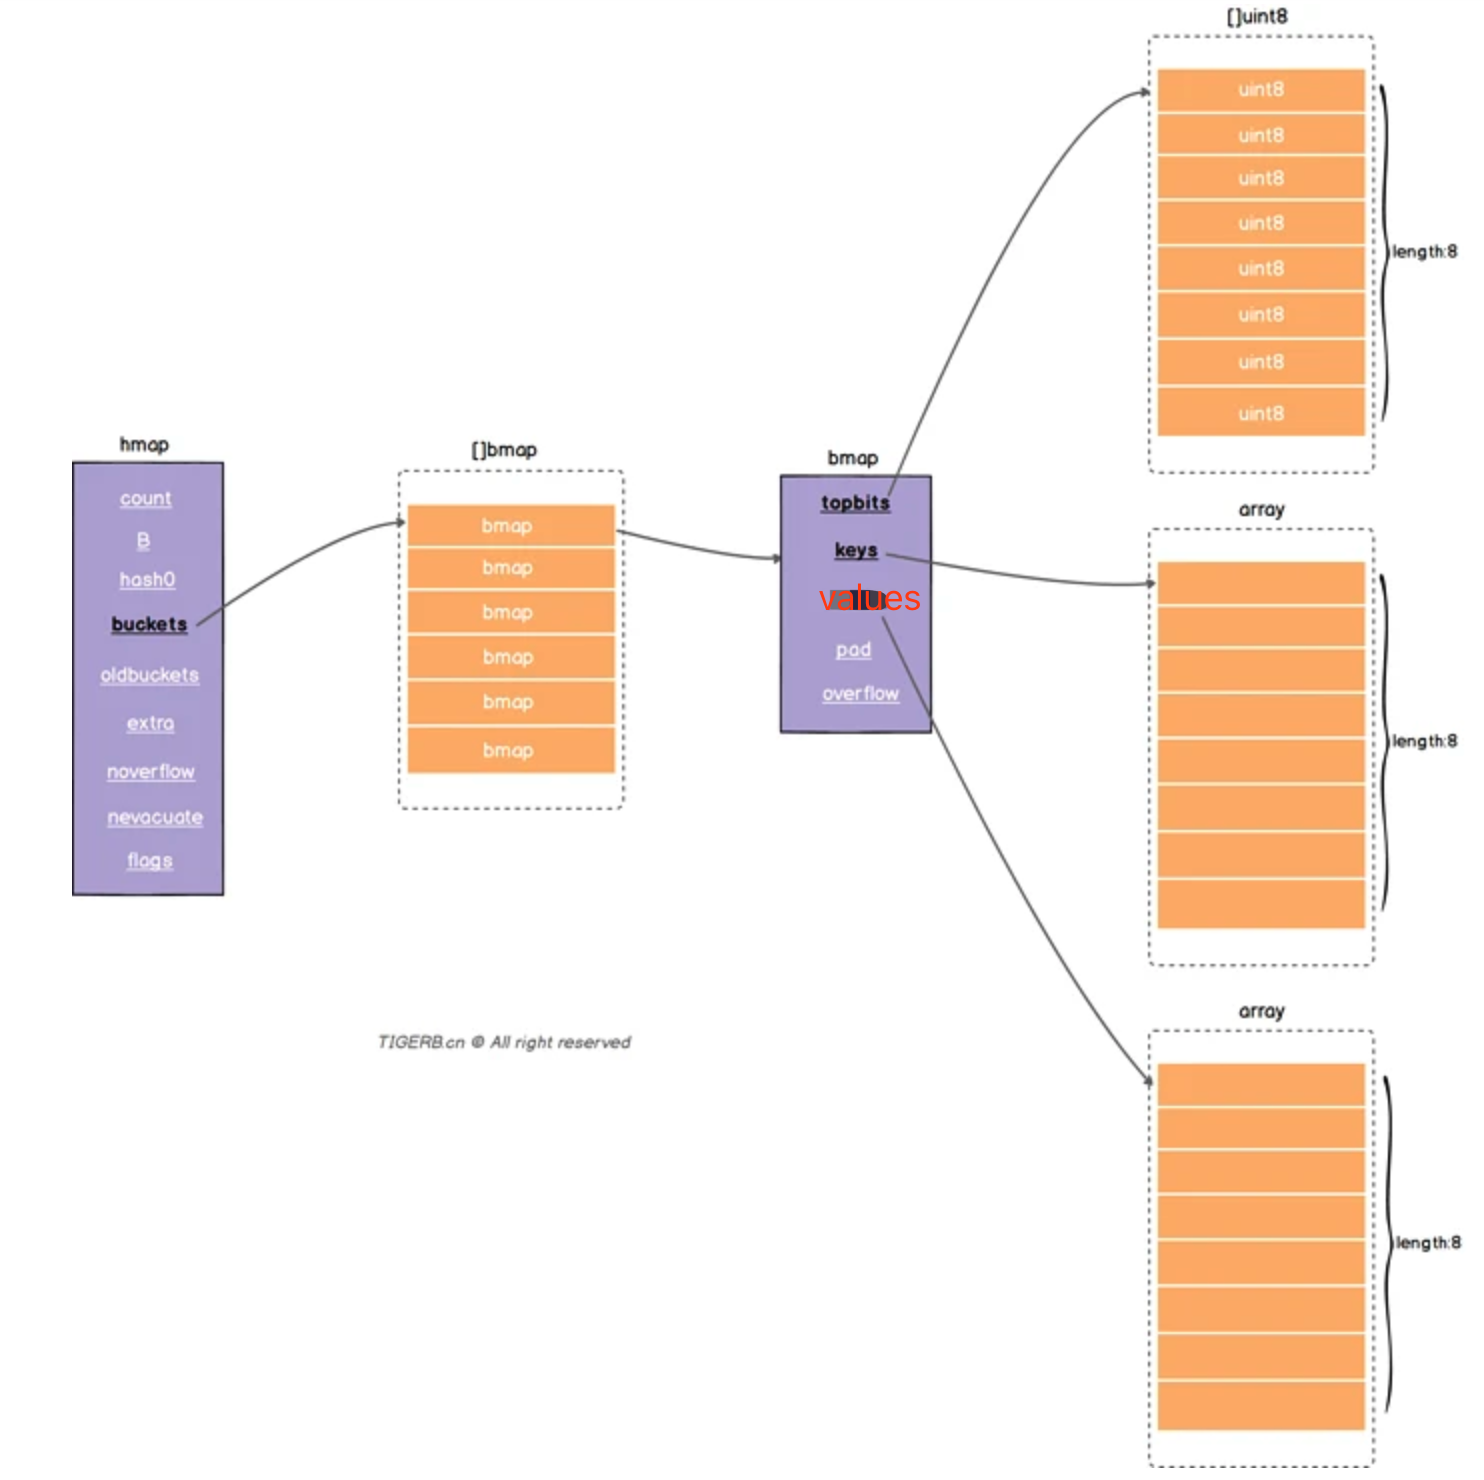 hmap
count
B
hash0
buckets
oldbuckets
extra
noverflow
nevacuate
flags
[]bmap
bmap
bmap
bmap
bmap
bmap
bmap
bmap
topbits
keys
values
pad
overflow
[]uint8
uint8
uint8
uint8
uint8
uint8
uint8
uint8
uint8
length:8
array
length:8
array
length:8
TIGERB.cn © All right reserved